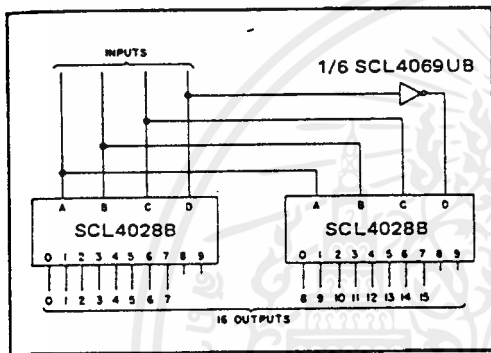 INPUTS
1/6 SCL4069UB
A B C D
A B C D
SCL4028B
SCL4028B
0 1 2 3 4 5 6 7 8 9
0 1 2 3 4 5 6 7 8 9
0 1 2 3 4 5 6 7
8 9 10 11 12 13 14 15
16 OUTPUTS